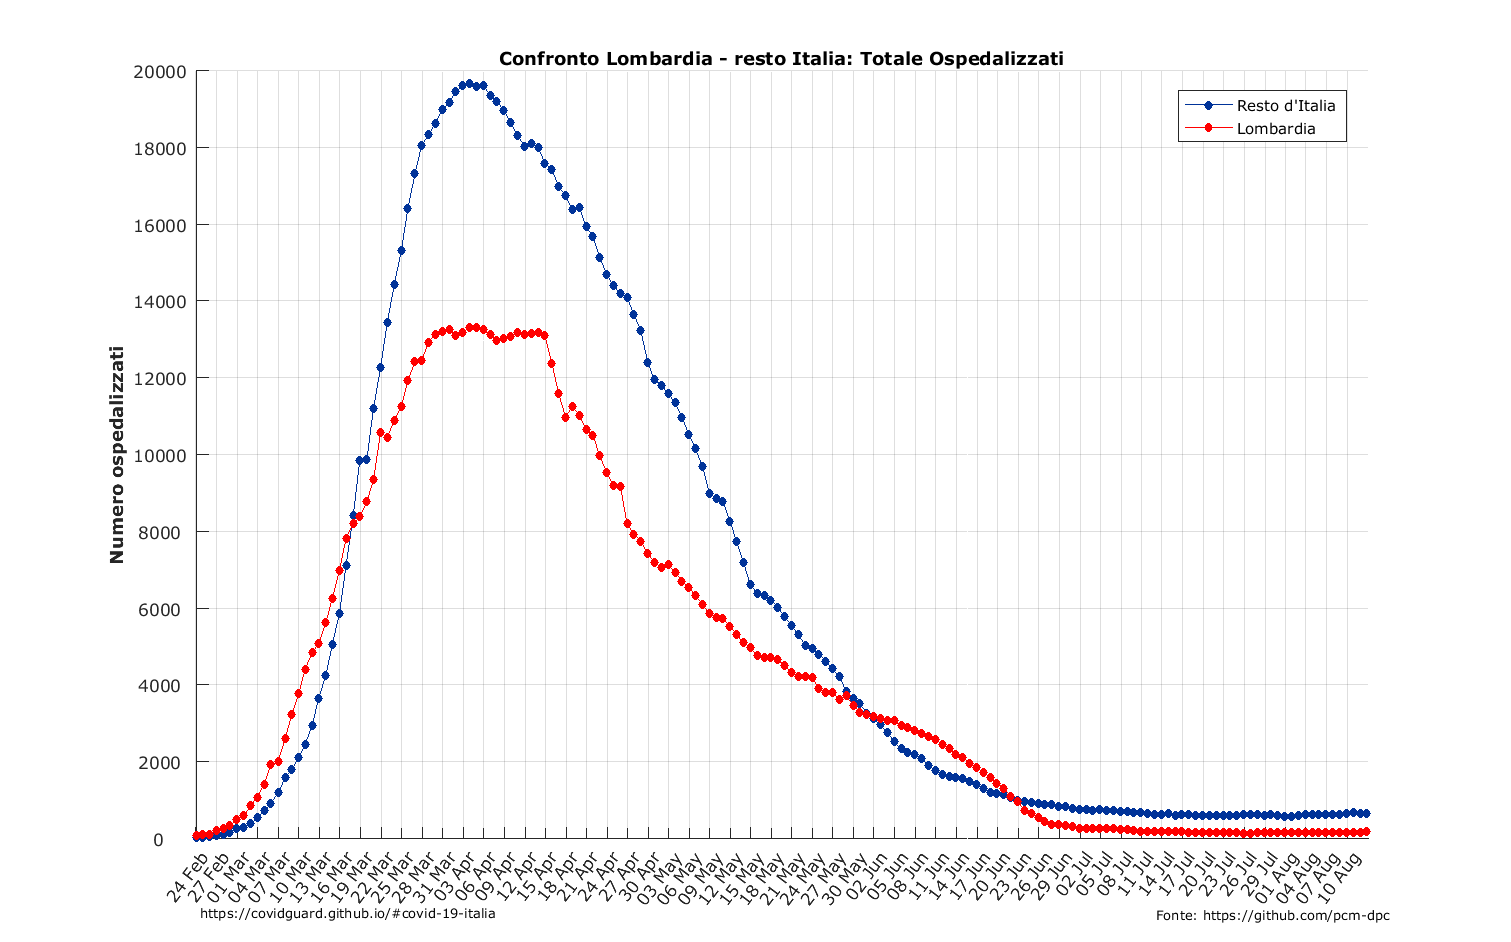 Confronto Lombardia - resto Italia: Totale Ospedalizzati
Resto d'Italia
Lombardia
Numero ospedalizzati
20000
18000
16000
14000
12000
10000
8000
6000
4000
2000
0
24 Feb
27 Feb
01 Mar
04 Mar
07 Mar
10 Mar
13 Mar
16 Mar
19 Mar
22 Mar
25 Mar
28 Mar
31 Mar
03 Apr
06 Apr
09 Apr
12 Apr
15 Apr
18 Apr
21 Apr
24 Apr
27 Apr
30 Apr
03 May
06 May
09 May
12 May
15 May
18 May
21 May
24 May
27 May
30 May
02 Jun
05 Jun
08 Jun
11 Jun
14 Jun
17 Jun
20 Jun
23 Jun
26 Jun
29 Jun
02 Jul
05 Jul
08 Jul
11 Jul
14 Jul
17 Jul
20 Jul
23 Jul
26 Jul
29 Jul
01 Aug
04 Aug
07 Aug
10 Aug
https://covidguard.github.io/#covid-19-italia
Fonte: https://github.com/pcm-dpc